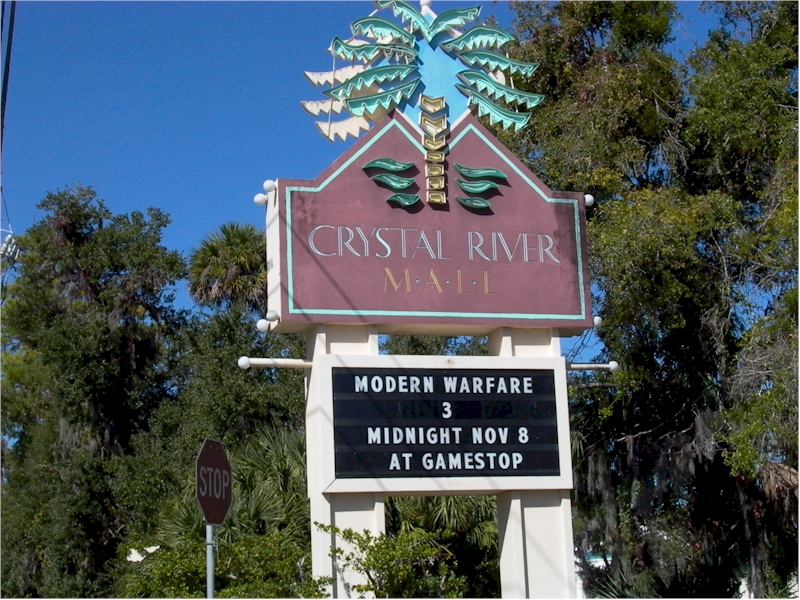 CRYSTAL RIVER
M·A·L·L
MODERN WARFARE
3
MIDNIGHT NOV 8
AT GAMESTOP
STOP